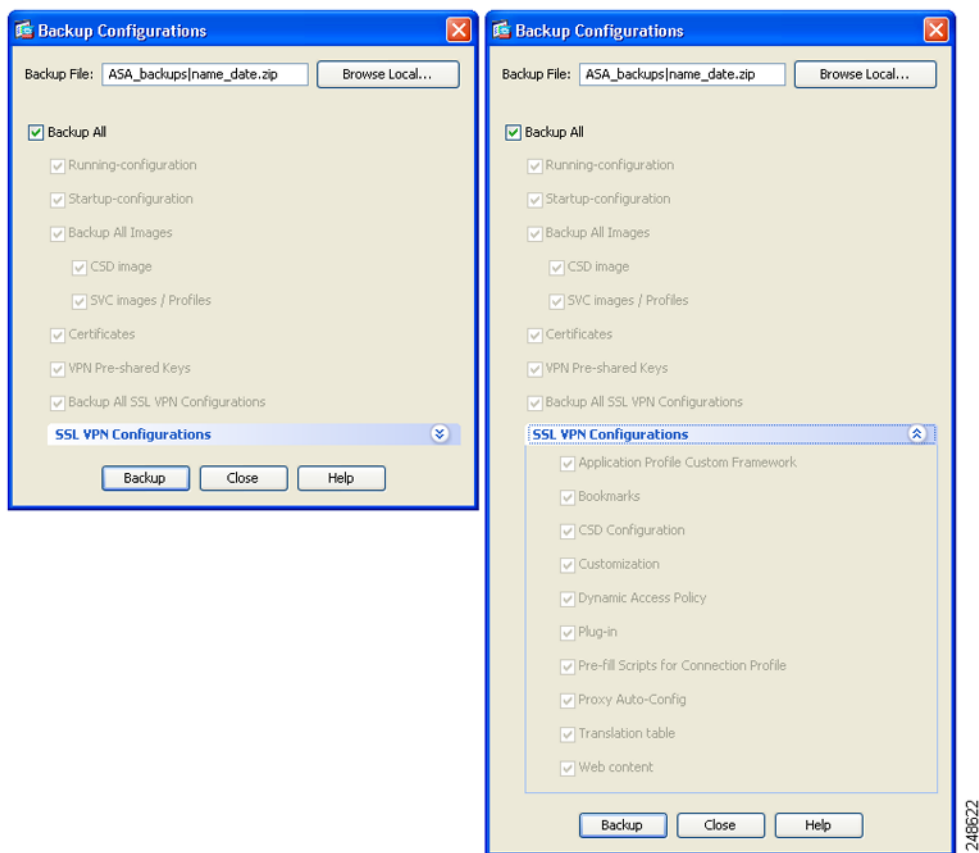 Backup Configurations
Backup File: ASA_backups|name_date.zip Browse Local...
Backup All
Running-configuration
Startup-configuration
Backup All Images
CSD image
SVC images / Profiles
Certificates
VPN Pre-shared Keys
Backup All SSL VPN Configurations
SSL VPN Configurations
Backup Close Help
Backup Configurations
Backup File: ASA_backups|name_date.zip Browse Local...
Backup All
Running-configuration
Startup-configuration
Backup All Images
CSD image
SVC images / Profiles
Certificates
VPN Pre-shared Keys
Backup All SSL VPN Configurations
SSL VPN Configurations
Application Profile Custom Framework
Bookmarks
CSD Configuration
Customization
Dynamic Access Policy
Plug-in
Pre-fill Scripts for Connection Profile
Proxy Auto-Config
Translation table
Web content
Backup Close Help
248622